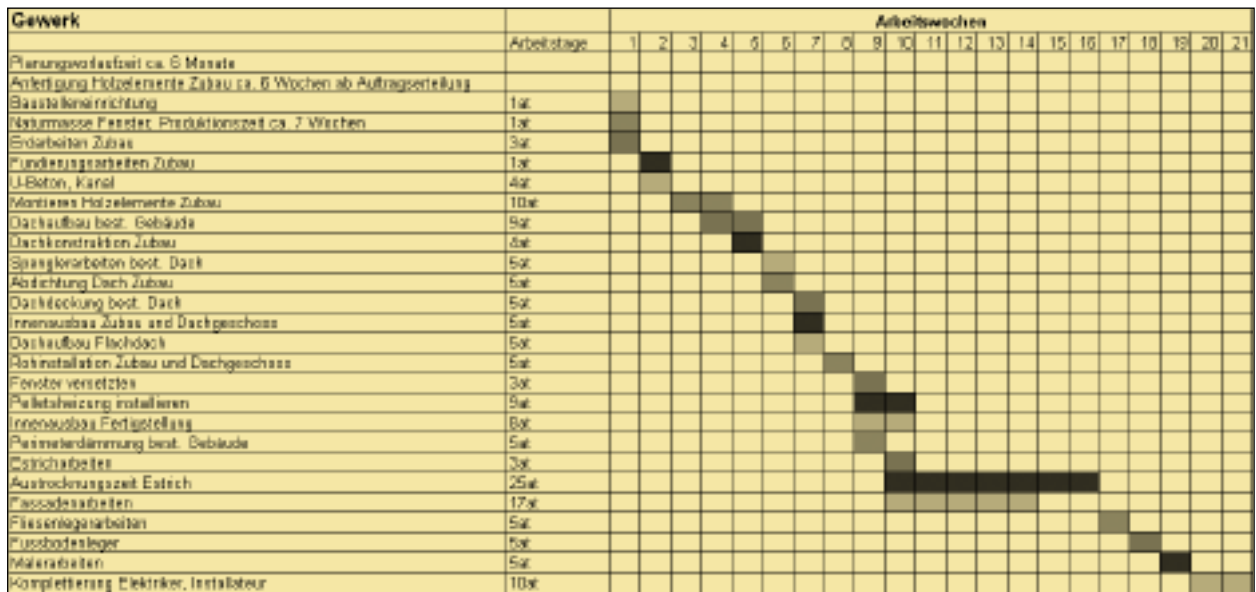 Gewerk Arbeitswochen
Arbeitstage 1 2 3 4 5 6 7 8 9 10 11 12 13 14 15 16 17 18 19 20 21
Planungsvorlaufzeit ca. 6 Monate
Anfertigung Holzelemente Zubau ca. 6 Wochen ab Auftragserteilung
Baustelleneinrichtung 1at
Naturmasse Fenster, Produktionszeit ca. 7 Wochen 1at
Erdarbeiten Zubau 3at
Fundierungsarbeiten Zubau 1at
U-Beton, Kanal 4at
Montieren Holzelemente Zubau 10at
Dachaufbau best. Gebäude 9at
Dachkonstruktion Zubau 4at
Spanglerarbeiten best. Dach 5at
Abdichtung Dach Zubau 5at
Dachdeckung best. Dach 5at
Innenausbau Zubau und Dachgeschoss 5at
Dachaufbau Flachdach 5at
Rohinstallation Zubau und Dachgeschoss 5at
Fenster versetzten 3at
Pelletsheizung installieren 9at
Innenausbau Fertigstellung 8at
Perimeterdämmung best. Gebäude 5at
Estricharbeiten 3at
Austrocknungszeit Estrich 25at
Fassadenarbeiten 17at
Fliesenlegerarbeiten 5at
Fussbodenleger 5at
Malerarbeiten 5at
Komplettierung Elektriker, Installateur 10at